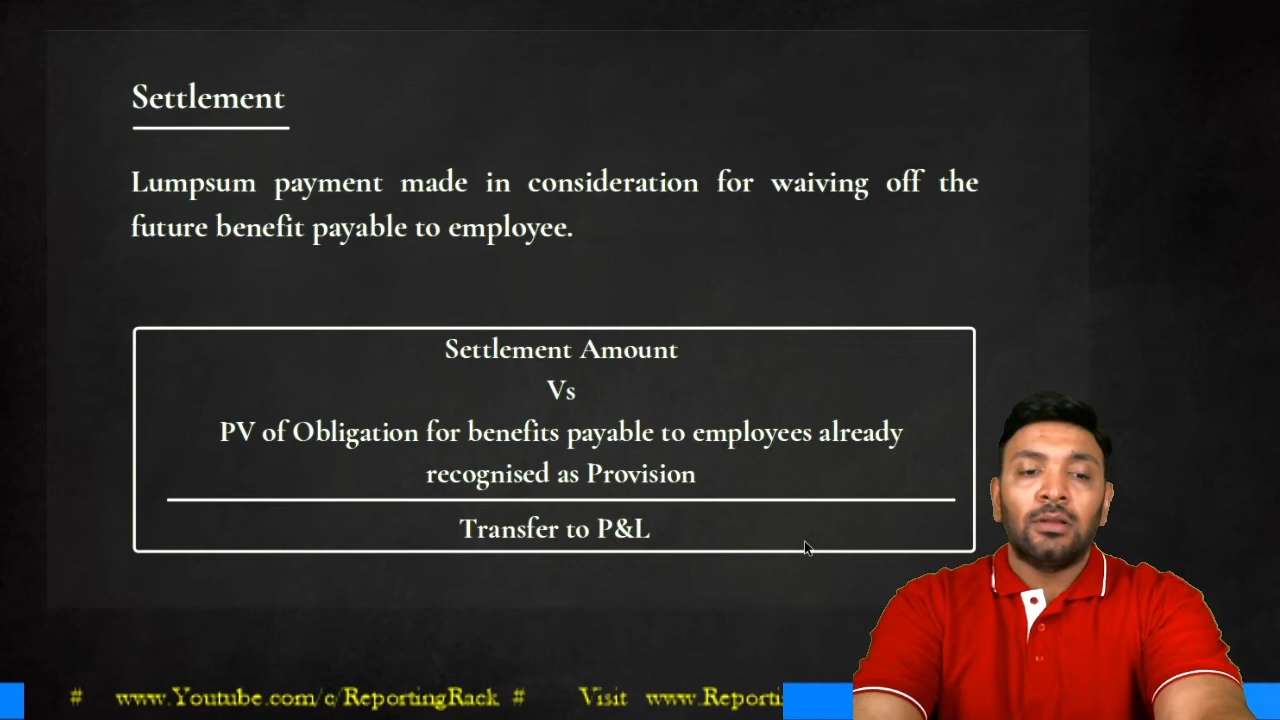 Settlement
Lumpsum payment made in consideration for waiving off the
future benefit payable to employee.
Settlement Amount
Vs
PV of Obligation for benefits payable to employees already
recognised as Provision
Transfer to P&L
# www.Youtube.com/c/ReportingRack # Visit www.Reporti